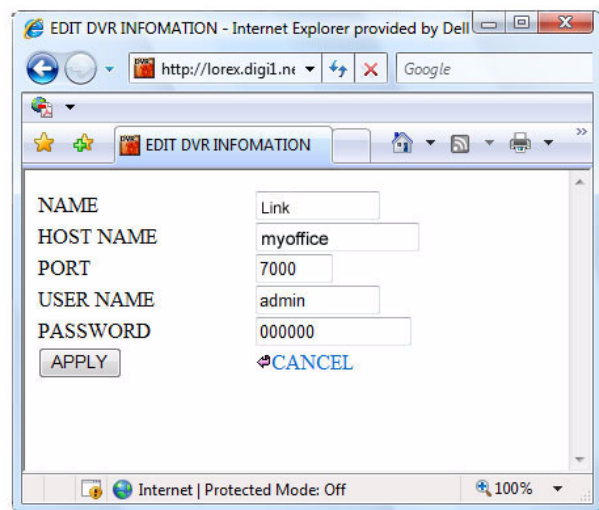 EDIT DVR INFOMATION - Internet Explorer provided by Dell
http://lorex.digi1.ne
Google
EDIT DVR INFOMATION
NAME Link
HOST NAME myoffice
PORT 7000
USER NAME admin
PASSWORD 000000
APPLY CANCEL
Internet | Protected Mode: Off 100%